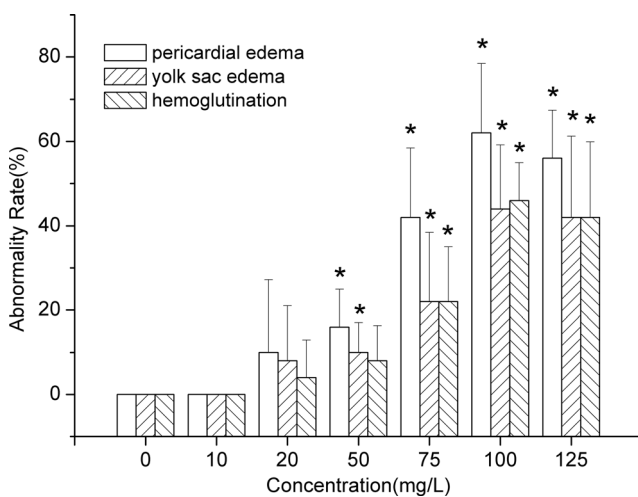 pericardial edema
yolk sac edema
hemoglutination
Abnormality Rate(%)
80
60
40
20
0
* * * * * * * * * * *
0 10 20 50 75 100 125
Concentration(mg/L)